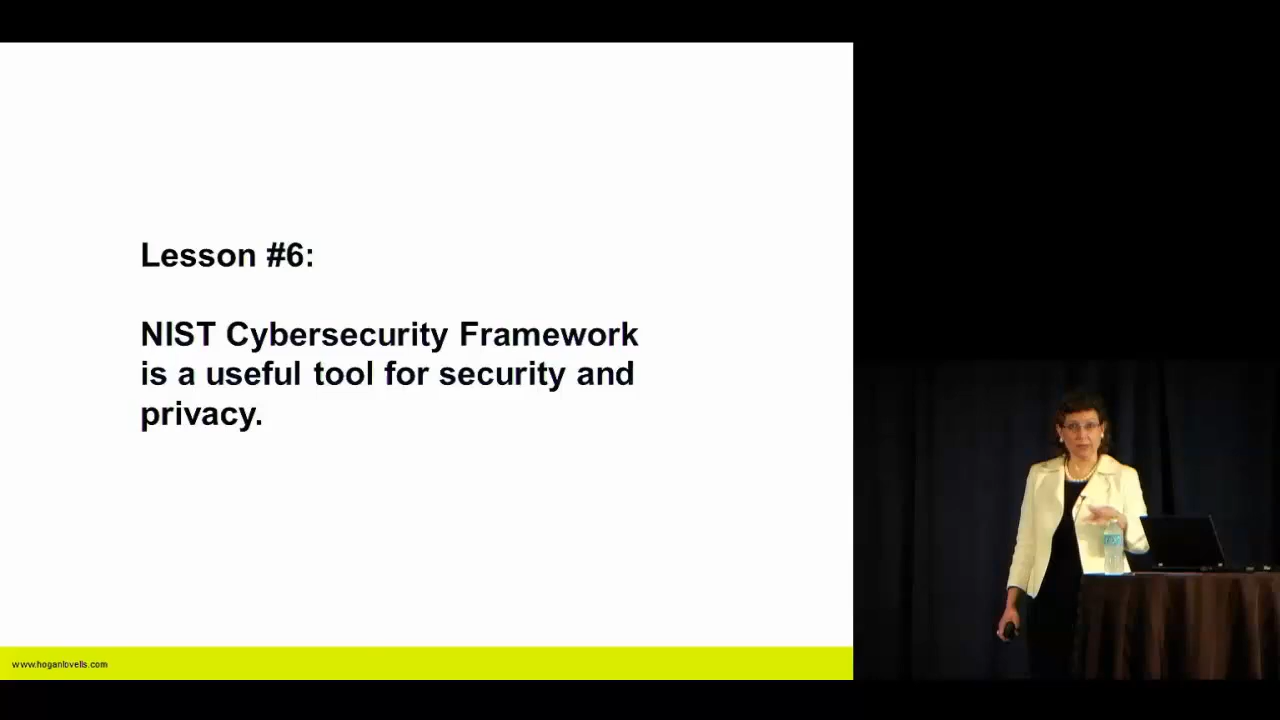 Lesson #6:
NIST Cybersecurity Framework
is a useful tool for security and
privacy.
www.hoganlovells.com